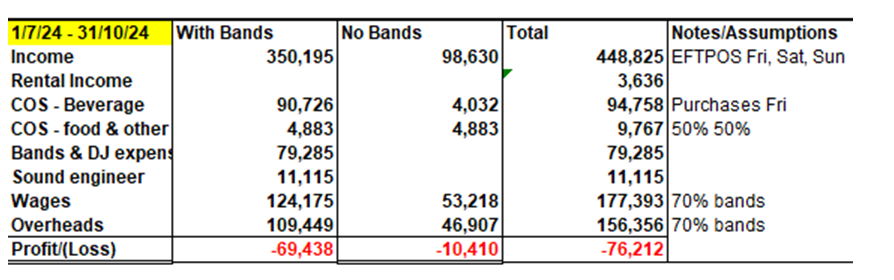 1/7/24 - 31/10/24 With Bands No Bands Total Notes/Assumptions
Income 350,195 98,630 448,825 EFTPOS Fri, Sat, Sun
Rental Income 3,636
COS - Beverage 90,726 4,032 94,758 Purchases Fri
COS - food & other 4,883 4,883 9,767 50% 50%
Bands & DJ expens 79,285 79,285
Sound engineer 11,115 11,115
Wages 124,175 53,218 177,393 70% bands
Overheads 109,449 46,907 156,356 70% bands
Profit/(Loss) -69,438 -10,410 -76,212